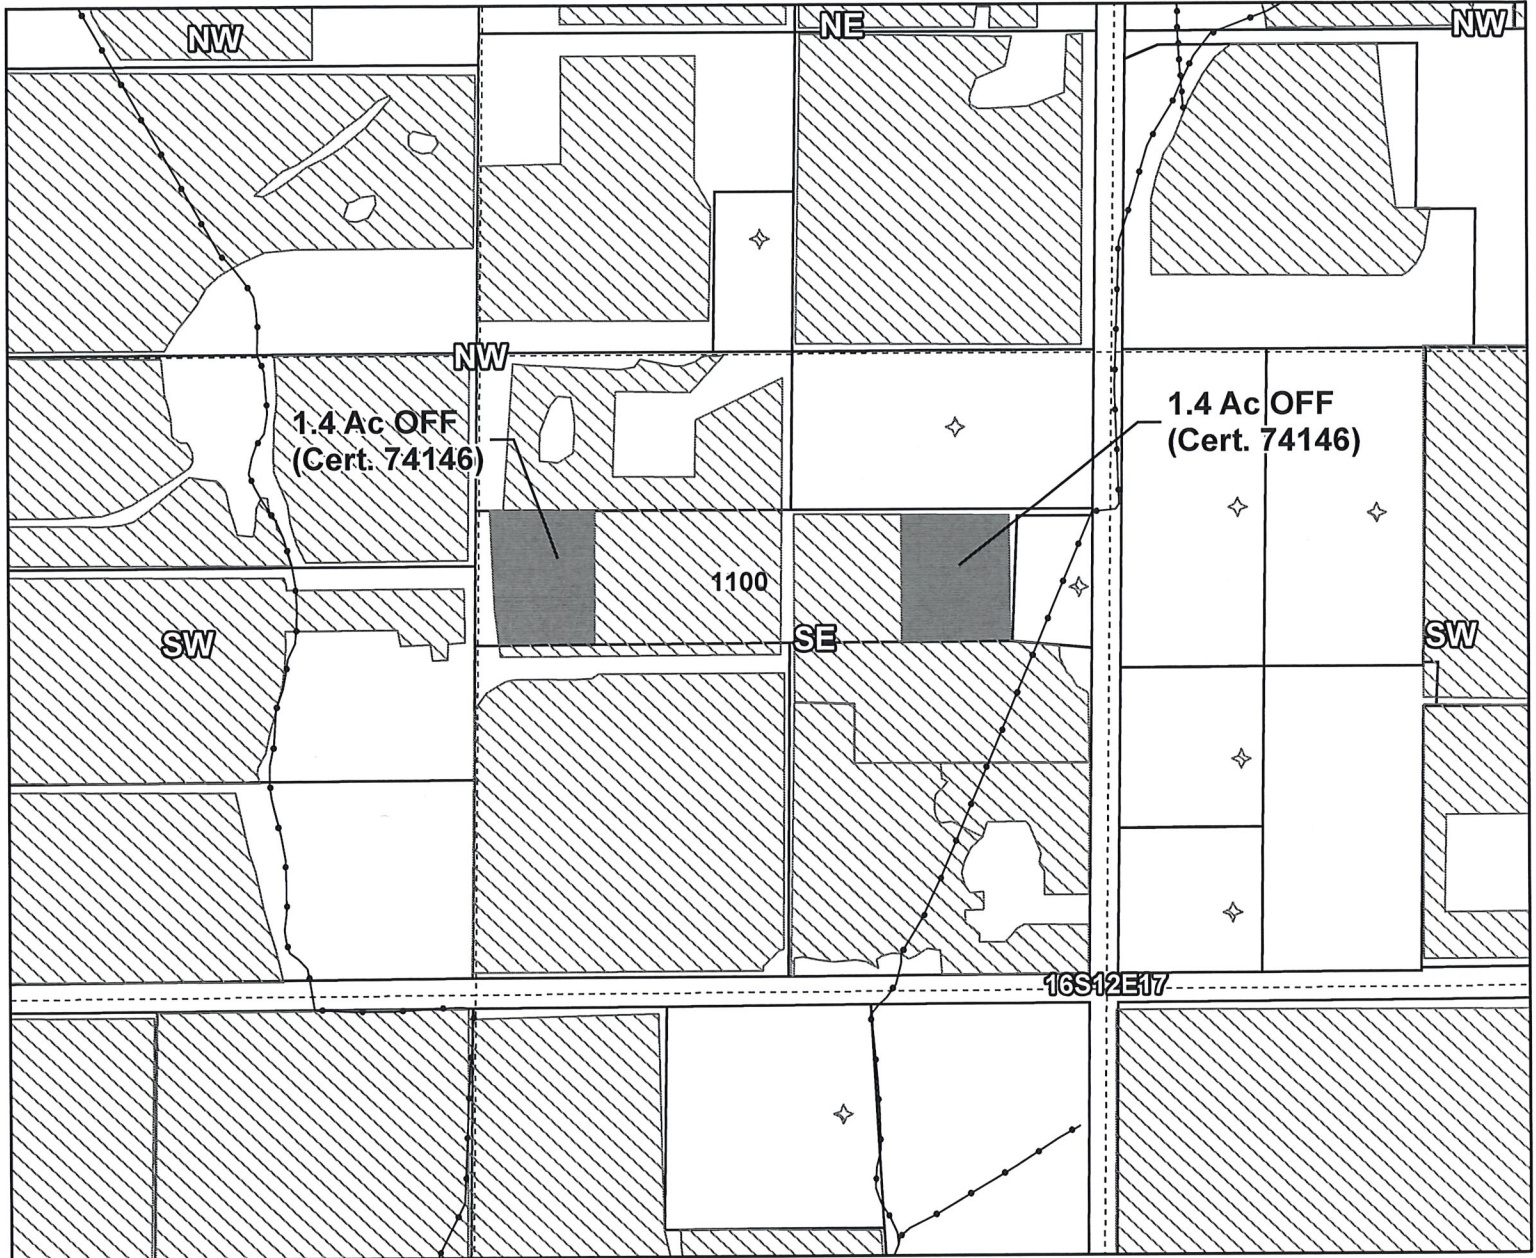 NW
NE
NW
NW
1.4 Ac OFF
(Cert. 74146)
1.4 Ac OFF
(Cert. 74146)
1100
SW
SE
SW
16S12E17